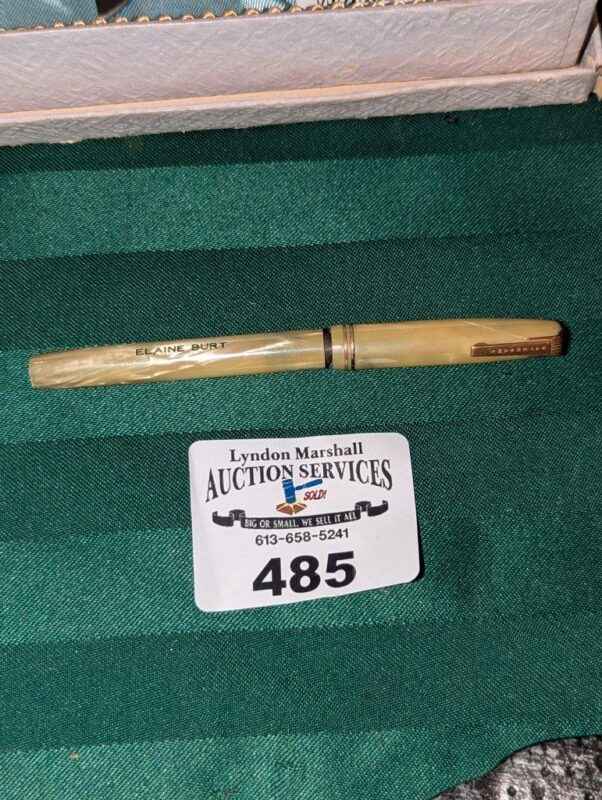 ELAINE BURT
Lyndon Marshall
AUCTION SERVICES
SOLD!
BIG OR SMALL, WE SELL IT ALL
613-658-5241
485